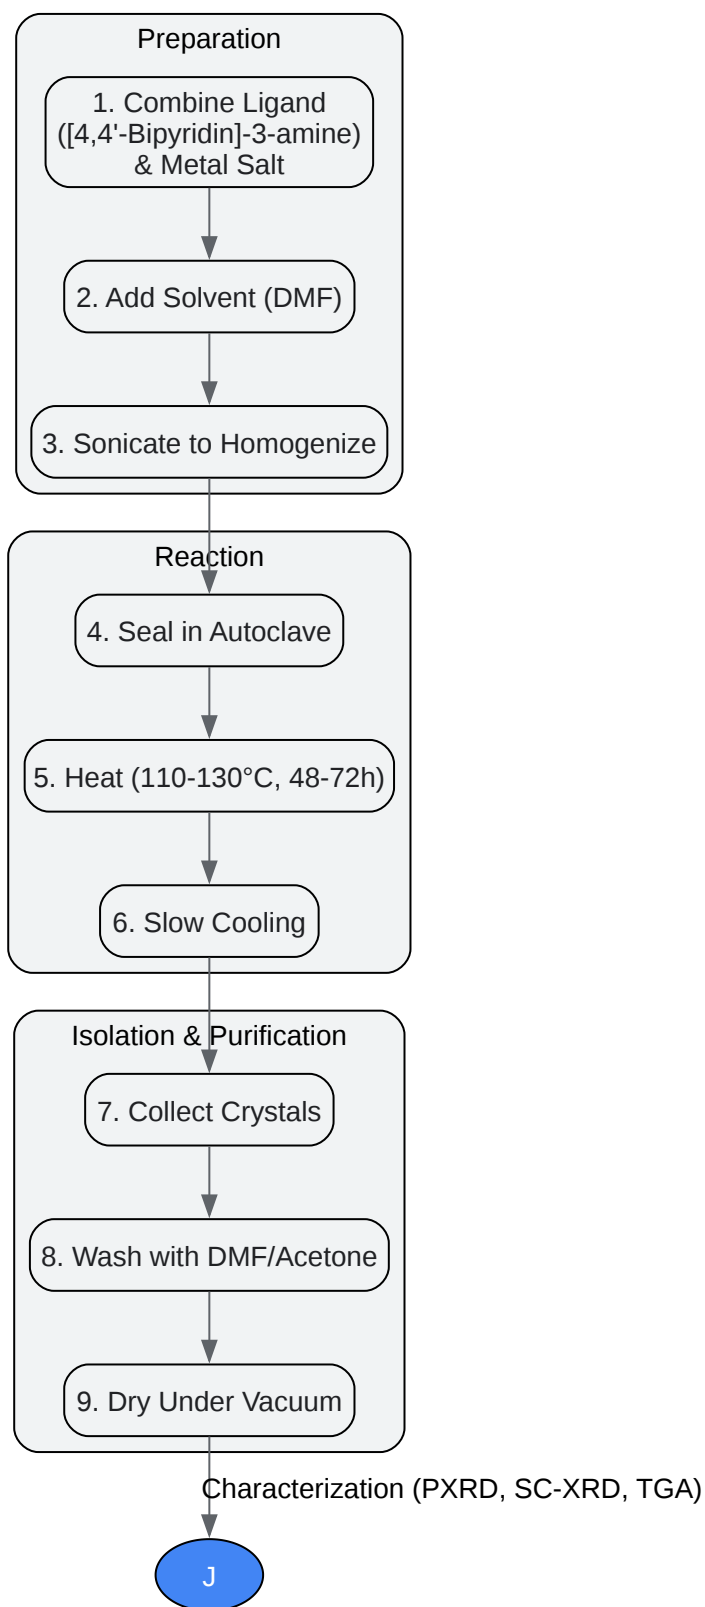 Preparation
1. Combine Ligand
([4,4'-Bipyridin]-3-amine)
& Metal Salt
2. Add Solvent (DMF)
3. Sonicate to Homogenize
Reaction
4. Seal in Autoclave
5. Heat (110-130°C, 48-72h)
6. Slow Cooling
Isolation & Purification
7. Collect Crystals
8. Wash with DMF/Acetone
9. Dry Under Vacuum
Characterization (PXRD, SC-XRD, TGA)
J